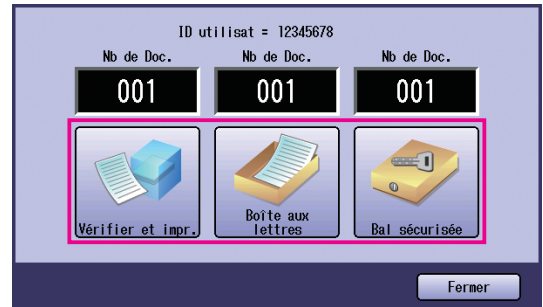 ID utilisat = 12345678
Nb de Doc. Nb de Doc. Nb de Doc.
001 001 001
Vérifier et impr.
Boîte aux
lettres
Bal sécurisée
Fermer